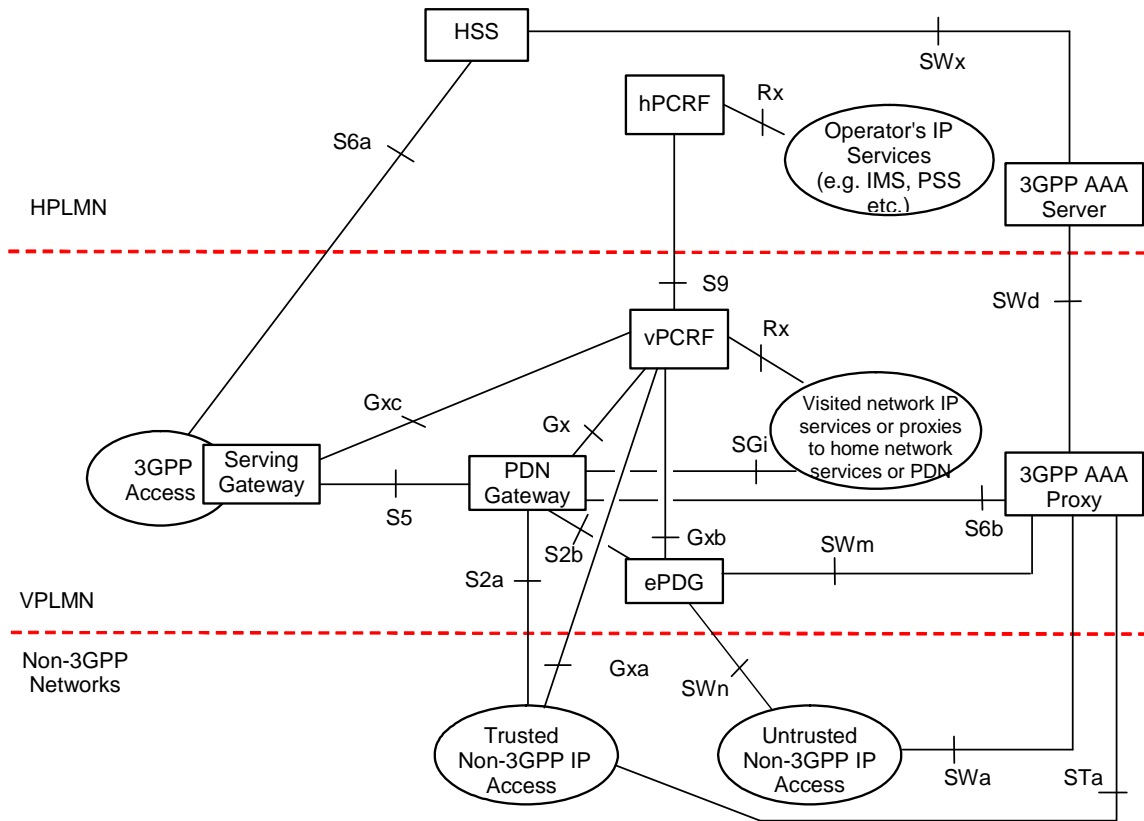 HSS
SWx
hPCRF
Rx
Operator's IP
Services
(e.g. IMS, PSS
etc.)
S6a
3GPP AAA
Server
HPLMN
S9
SWd
vPCRF
Rx
Gxc
Gx
Visited network IP
services or proxies
to home network
services or PDN
SGi
3GPP
Access
Serving
Gateway
PDN
Gateway
3GPP AAA
Proxy
S5
S6b
S2b
Gxb
SWm
S2a
ePDG
VPLMN
Non-3GPP
Networks
Gxa
SWn
Trusted
Non-3GPP IP
Access
Untrusted
Non-3GPP IP
Access
SWa
STa